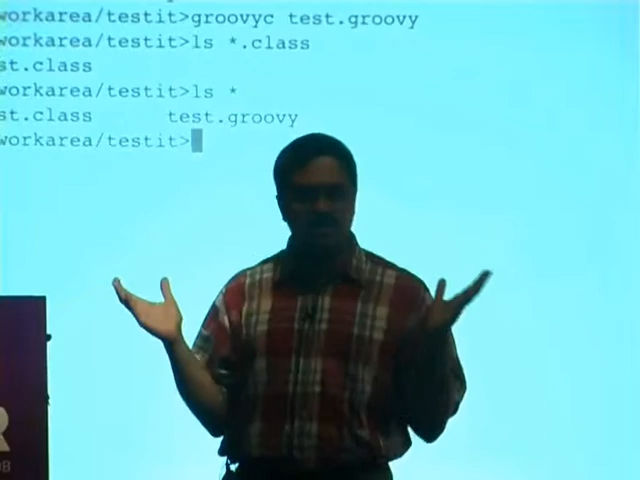 workarea/testit>groovyc test.groovy
workarea/testit>ls *.class
st.class
workarea/testit>ls *
st.class test.groovy
workarea/testit>
R